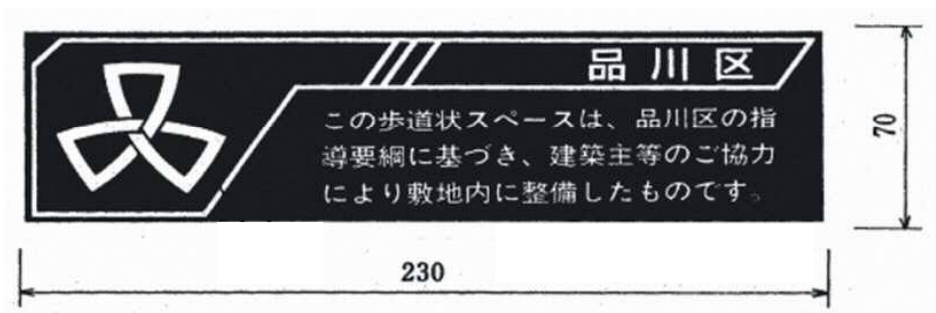 品川区
この歩道状スペースは、品川区の指
導要綱に基づき、建築主等のご協力
により敷地内に整備したものです。
70
230